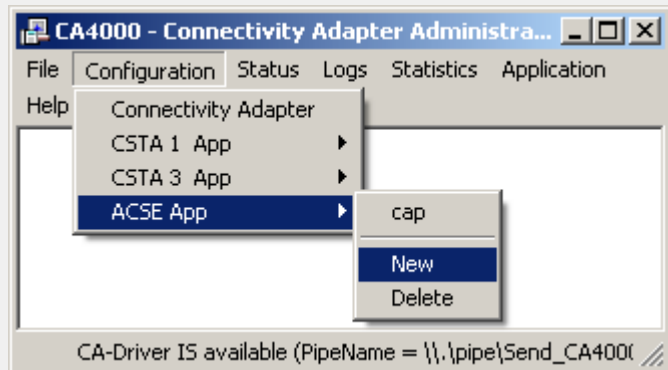 CA4000 - Connectivity Adapter Administra...
File Configuration Status Logs Statistics Application
Help
Connectivity Adapter
CSTA 1 App
CSTA 3 App
ACSE App
cap
New
Delete
CA-Driver IS available (PipeName = \\.\pipe\Send_CA400(